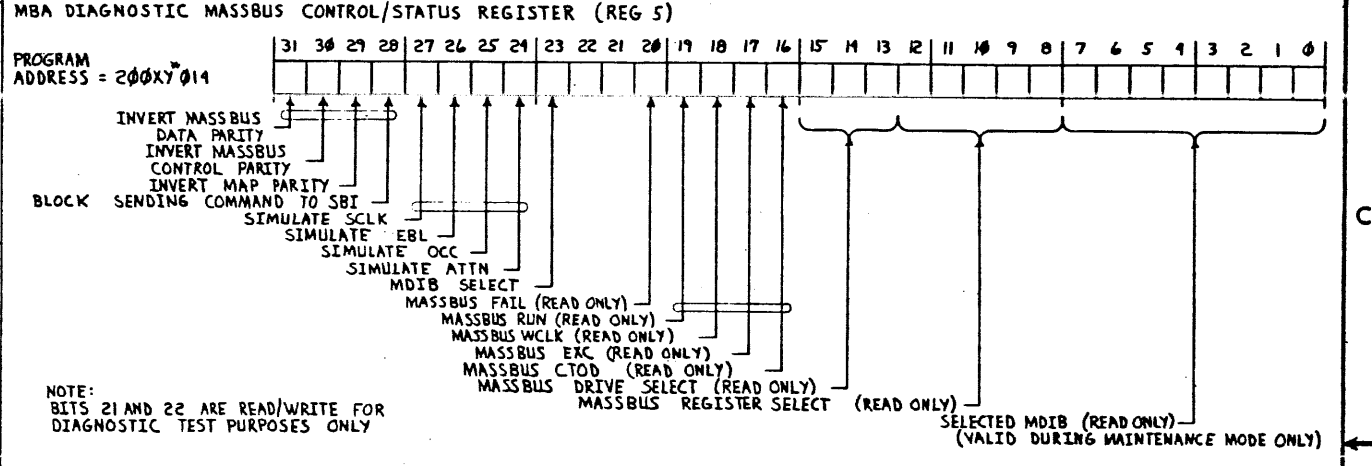 MBA DIAGNOSTIC MASSBUS CONTROL/STATUS REGISTER (REG 5)
31 30 29 28 27 26 25 24 23 22 21 20 19 18 17 16 15 14 13 12 11 10 9 8 7 6 5 4 3 2 1 0
PROGRAM
ADDRESS = 200XY*014
INVERT MASSBUS
DATA PARITY
INVERT MASSBUS
CONTROL PARITY
INVERT MAP PARITY
BLOCK SENDING COMMAND TO SBI
SIMULATE SCLK
SIMULATE EBL
SIMULATE OCC
SIMULATE ATTN
MDIB SELECT
MASSBUS FAIL (READ ONLY)
MASSBUS RUN (READ ONLY)
MASSBUS WCLK (READ ONLY)
MASSBUS EXC (READ ONLY)
MASSBUS CTOD (READ ONLY)
MASSBUS DRIVE SELECT (READ ONLY)
MASSBUS REGISTER SELECT (READ ONLY)
SELECTED MDIB (READ ONLY)
(VALID DURING MAINTENANCE MODE ONLY)
NOTE:
BITS 21 AND 22 ARE READ/WRITE FOR
DIAGNOSTIC TEST PURPOSES ONLY
C